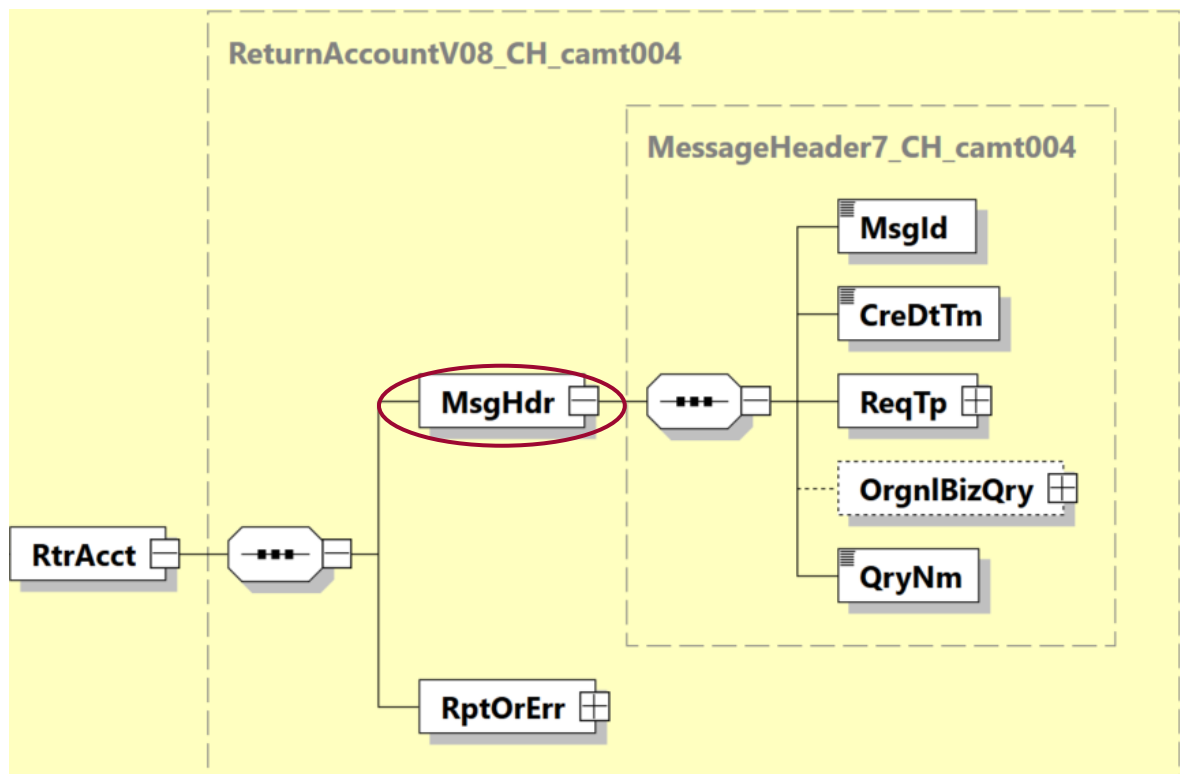 ReturnAccountV08_CH_camt004
MessageHeader7_CH_camt004
MsgId
CreDtTm
MsgHdr
ReqTp
OrgnlBizQry
RtrAcct
QryNm
RptOrErr